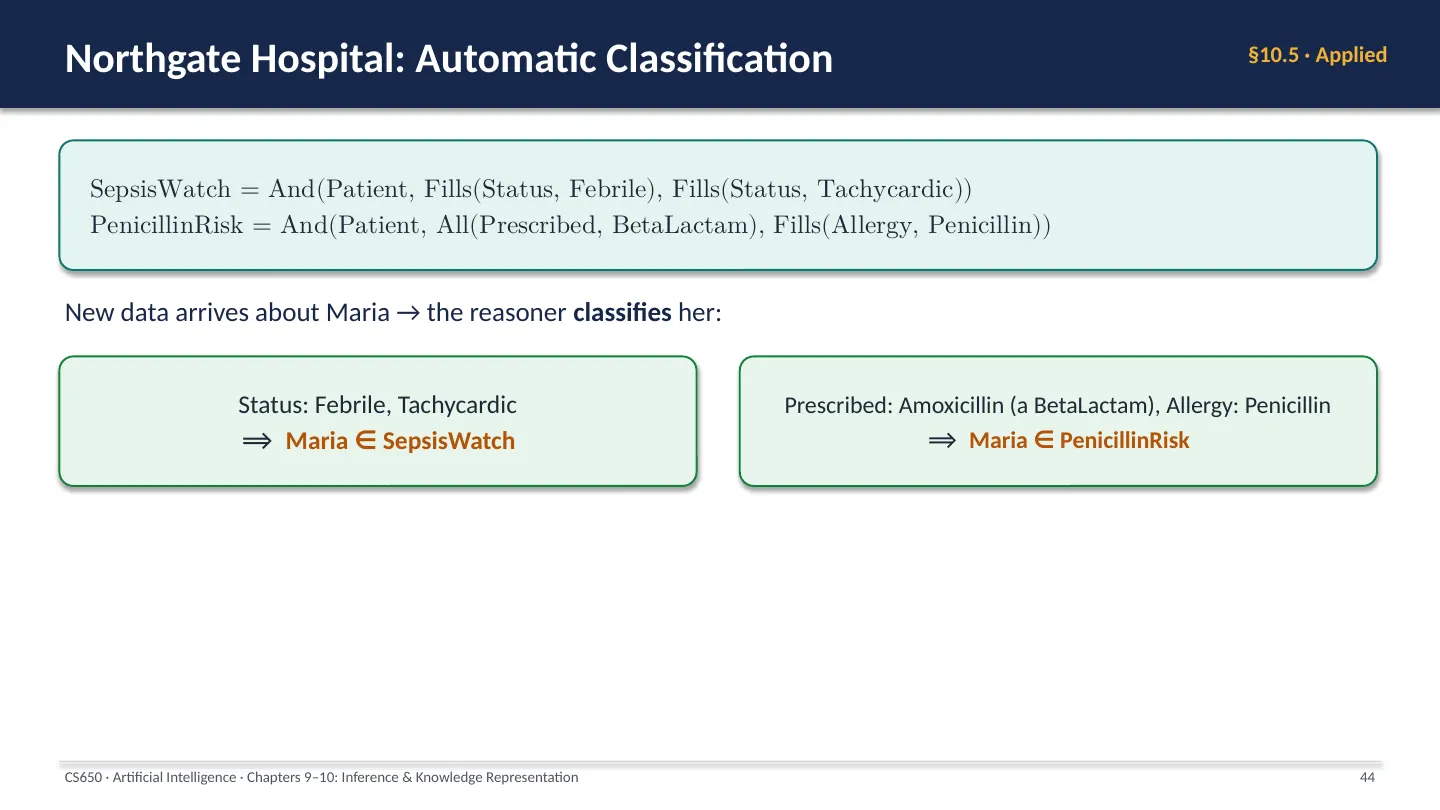 Northgate Hospital: Automatic Classification
§10.5 · Applied
SepsisWatch = And(Patient, Fills(Status, Febrile), Fills(Status, Tachycardic))
PenicillinRisk = And(Patient, All(Prescribed, BetaLactam), Fills(Allergy, Penicillin))
New data arrives about Maria → the reasoner classifies her:
Status: Febrile, Tachycardic
⟹ Maria ∈ SepsisWatch
Prescribed: Amoxicillin (a BetaLactam), Allergy: Penicillin
⟹ Maria ∈ PenicillinRisk
CS650 · Artificial Intelligence · Chapters 9–10: Inference & Knowledge Representation
44